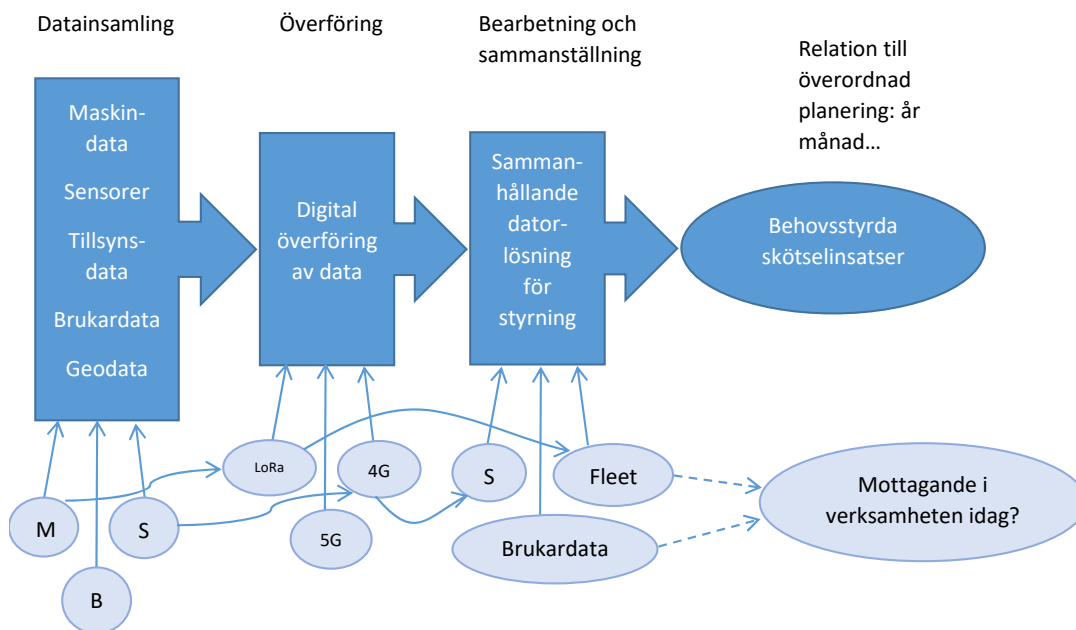 Datainsamling
Överföring
Bearbetning och
sammanställning
Relation till
överordnad
planering: år
månad…
Maskin-
data
Sensorer
Tillsyns-
data
Brukardata
Geodata
Digital
överföring
av data
Samman-
hållande
dator-
lösning
för
styrning
Behovsstyrda
skötselinsatser
M
B
S
LoRa
5G
4G
S
Brukardata
Fleet
Mottagande i
verksamheten idag?